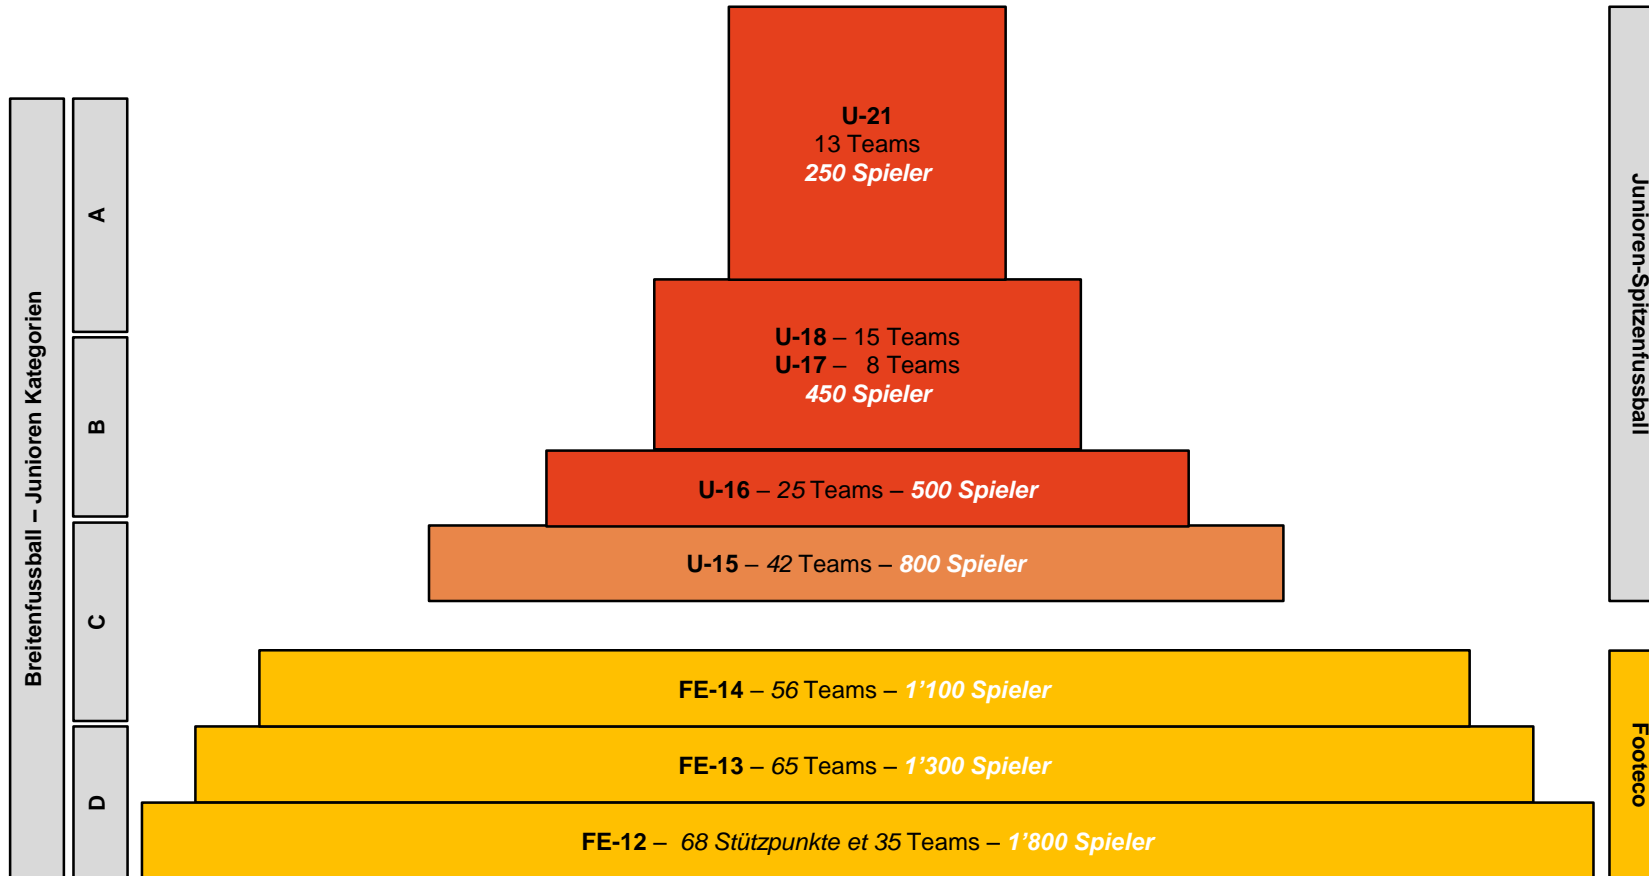 Breitenfussball – Junioren Kategorien
A
B
C
D
U-21
13 Teams
250 Spieler
U-18 – 15 Teams
U-17 – 8 Teams
450 Spieler
U-16 – 25 Teams – 500 Spieler
U-15 – 42 Teams – 800 Spieler
FE-14 – 56 Teams – 1’100 Spieler
FE-13 – 65 Teams – 1’300 Spieler
FE-12 – 68 Stützpunkte et 35 Teams – 1’800 Spieler
Junioren-Spitzenfussball
Footeco